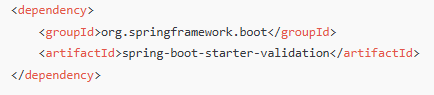 <dependency>
    <groupId>org.springframework.boot</groupId>
    <artifactId>spring-boot-starter-validation</artifactId>
</dependency>